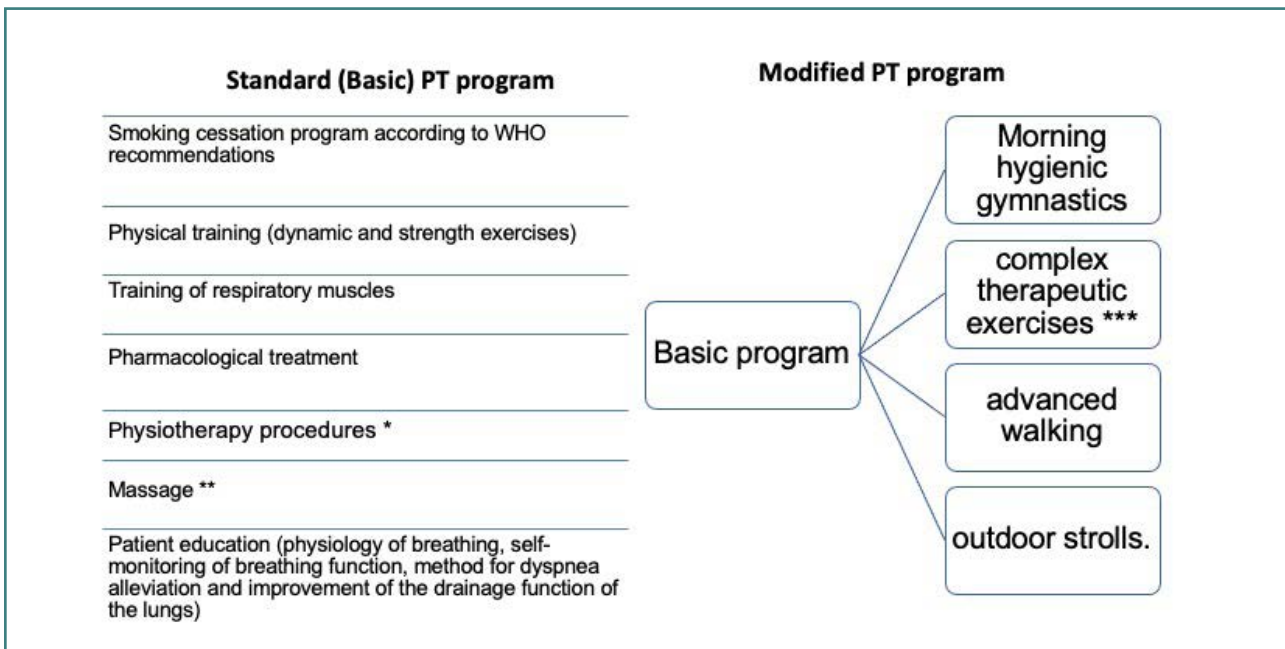 Standard (Basic) PT program
Smoking cessation program according to WHO
recommendations
Physical training (dynamic and strength exercises)
Training of respiratory muscles
Pharmacological treatment
Physiotherapy procedures *
Massage **
Patient education (physiology of breathing, self-
monitoring of breathing function, method for dyspnea
alleviation and improvement of the drainage function of
the lungs)
Modified PT program
Basic program
Morning
hygienic
gymnastics
complex
therapeutic
exercises ***
advanced
walking
outdoor strolls.